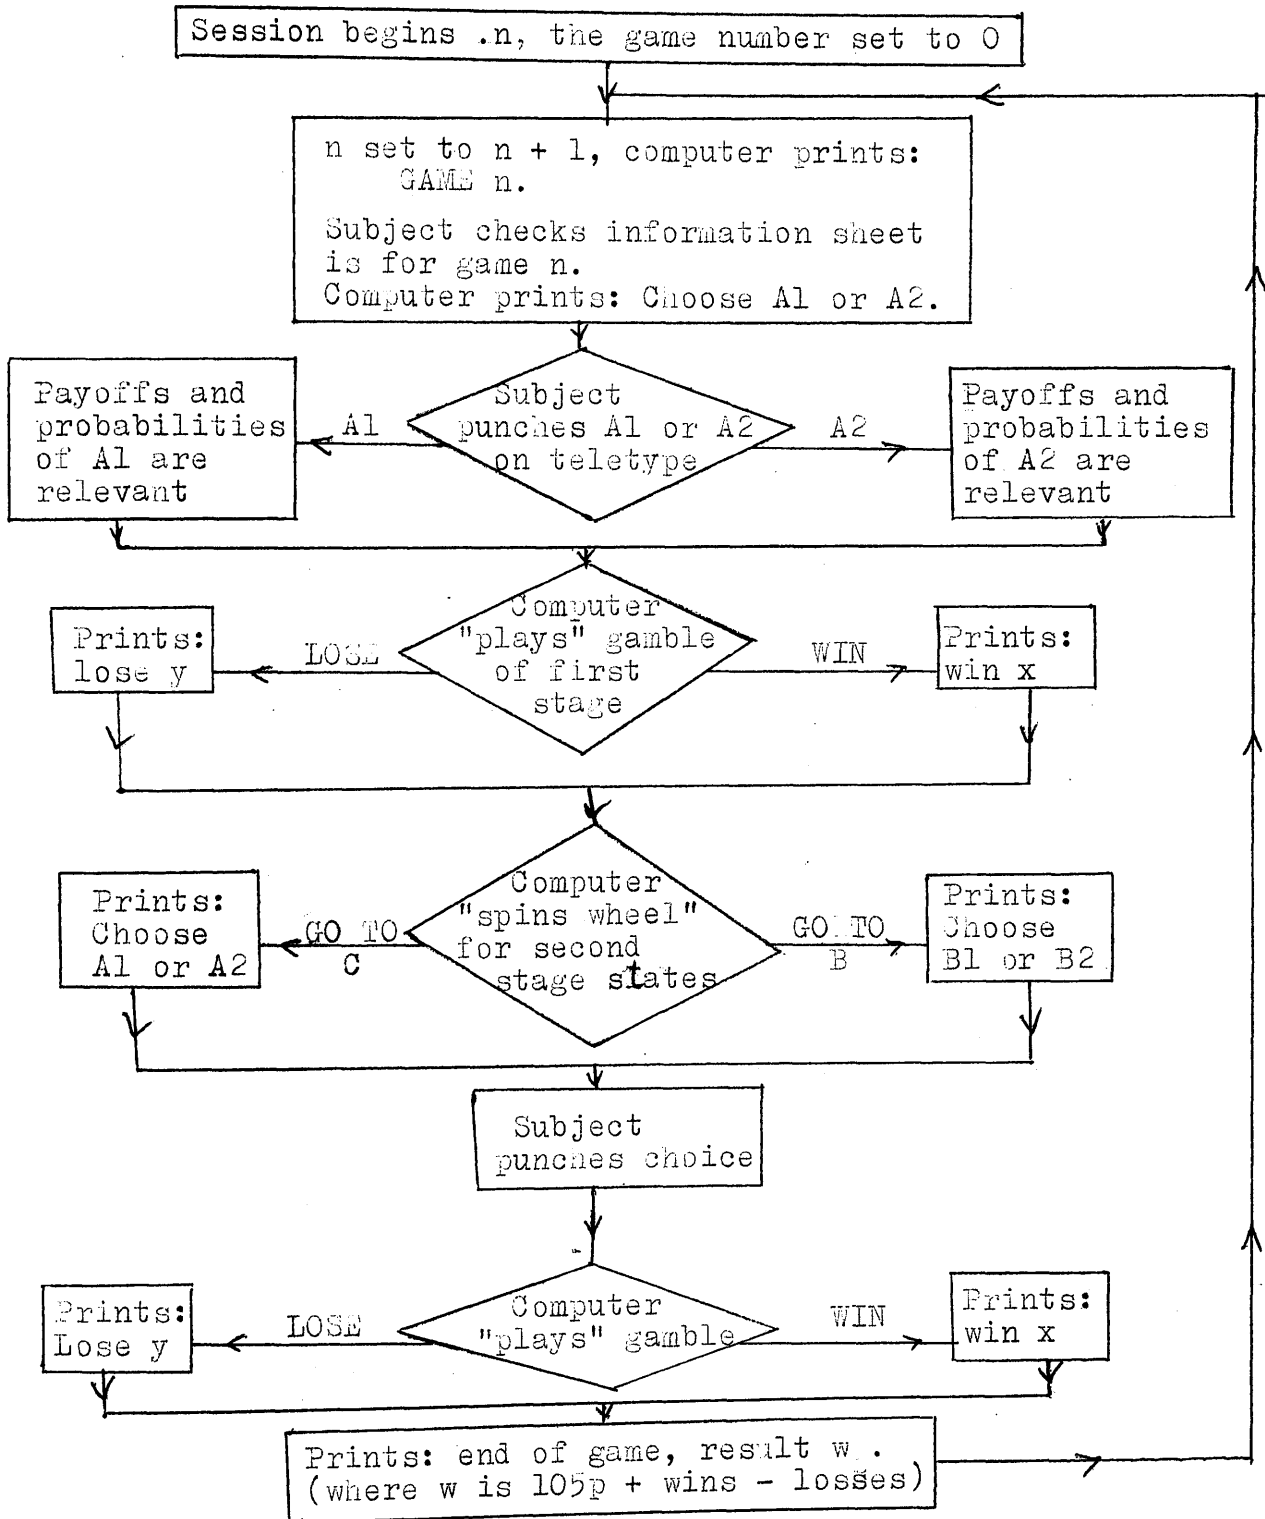 Session begins .n, the game number set to 0
n set to n + 1, computer prints:
GAME n.
Subject checks information sheet
is for game n.
Computer prints: Choose A1 or A2.
Payoffs and
probabilities
of A1 are
relevant
A1
Subject
punches A1 or A2
on teletype
A2
Payoffs and
probabilities
of A2 are
relevant
Prints:
lose y
LOSE
Computer
"plays" gamble
of first
stage
WIN
Prints:
win x
Prints:
Choose
A1 or A2
GO TO
C
Computer
"spins wheel"
for second
stage states
GO TO
B
Prints:
Choose
B1 or B2
Subject
punches choice
Prints:
Lose y
LOSE
Computer
"plays" gamble
WIN
Prints:
win x
Prints: end of game, result w .
(where w is 105p + wins - losses)